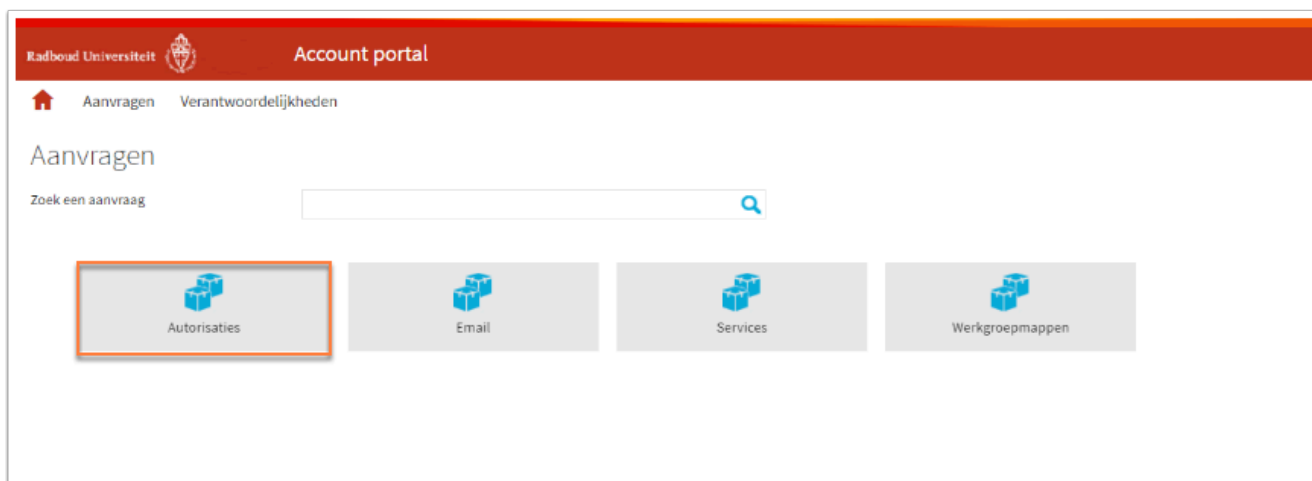 Radboud Universiteit
Account portal
Aanvragen Verantwoordelijkheden
Aanvragen
Zoek een aanvraag
Autorisaties Email Services Werkgroepmappen